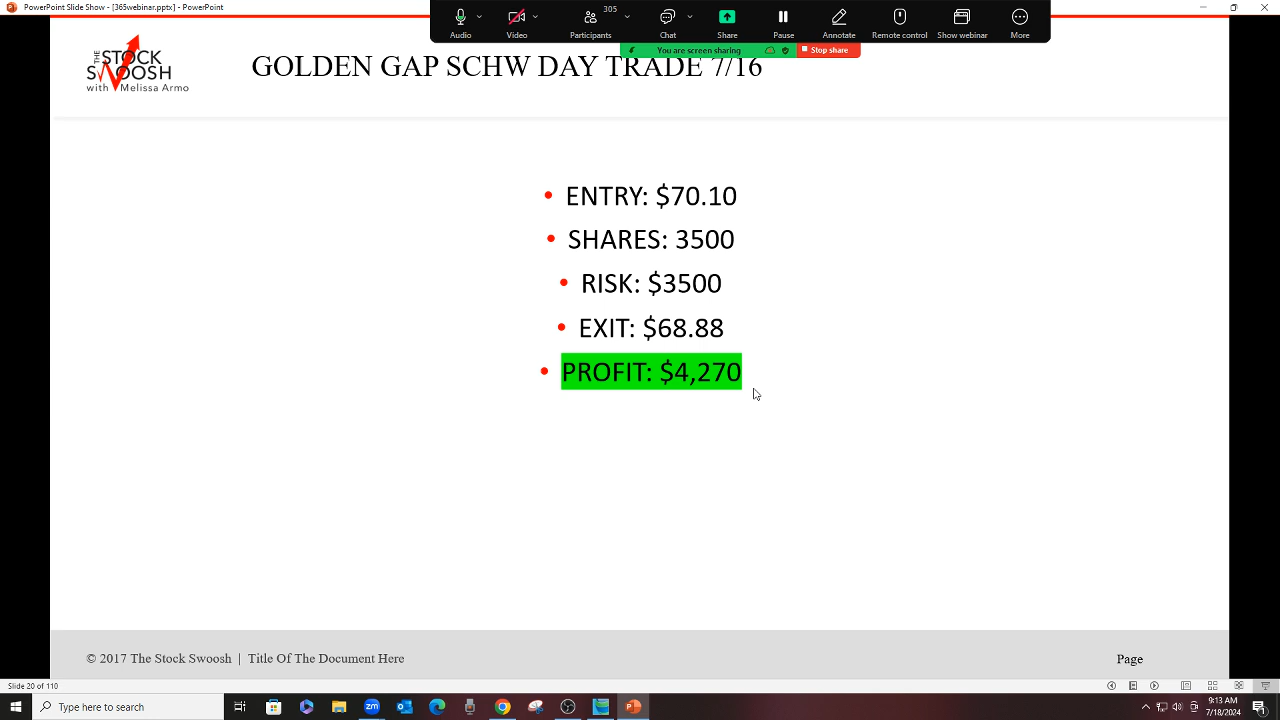 PowerPoint Slide Show - [365webinar.pptx] - PowerPoint
305
Audio Video Participants Chat Share Pause Annotate Remote control Show webinar More
You are screen sharing Stop share
THE STOCK SWOOSH
with Melissa Armo
GOLDEN GAP SCHW DAY TRADE 7/16
• ENTRY: $70.10
• SHARES: 3500
• RISK: $3500
• EXIT: $68.88
• PROFIT: $4,270
© 2017 The Stock Swoosh | Title Of The Document Here
Page
Slide 20 of 110
Type here to search
9:13 AM
7/18/2024